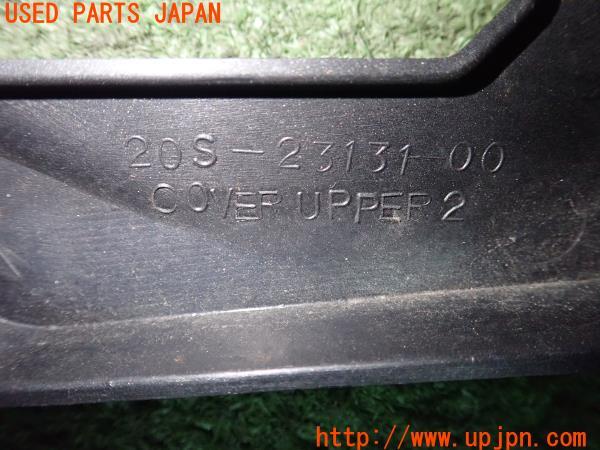 USED PARTS JAPAN
20S-23131-00
COVER UPPER 2
http://www.upjpn.com/